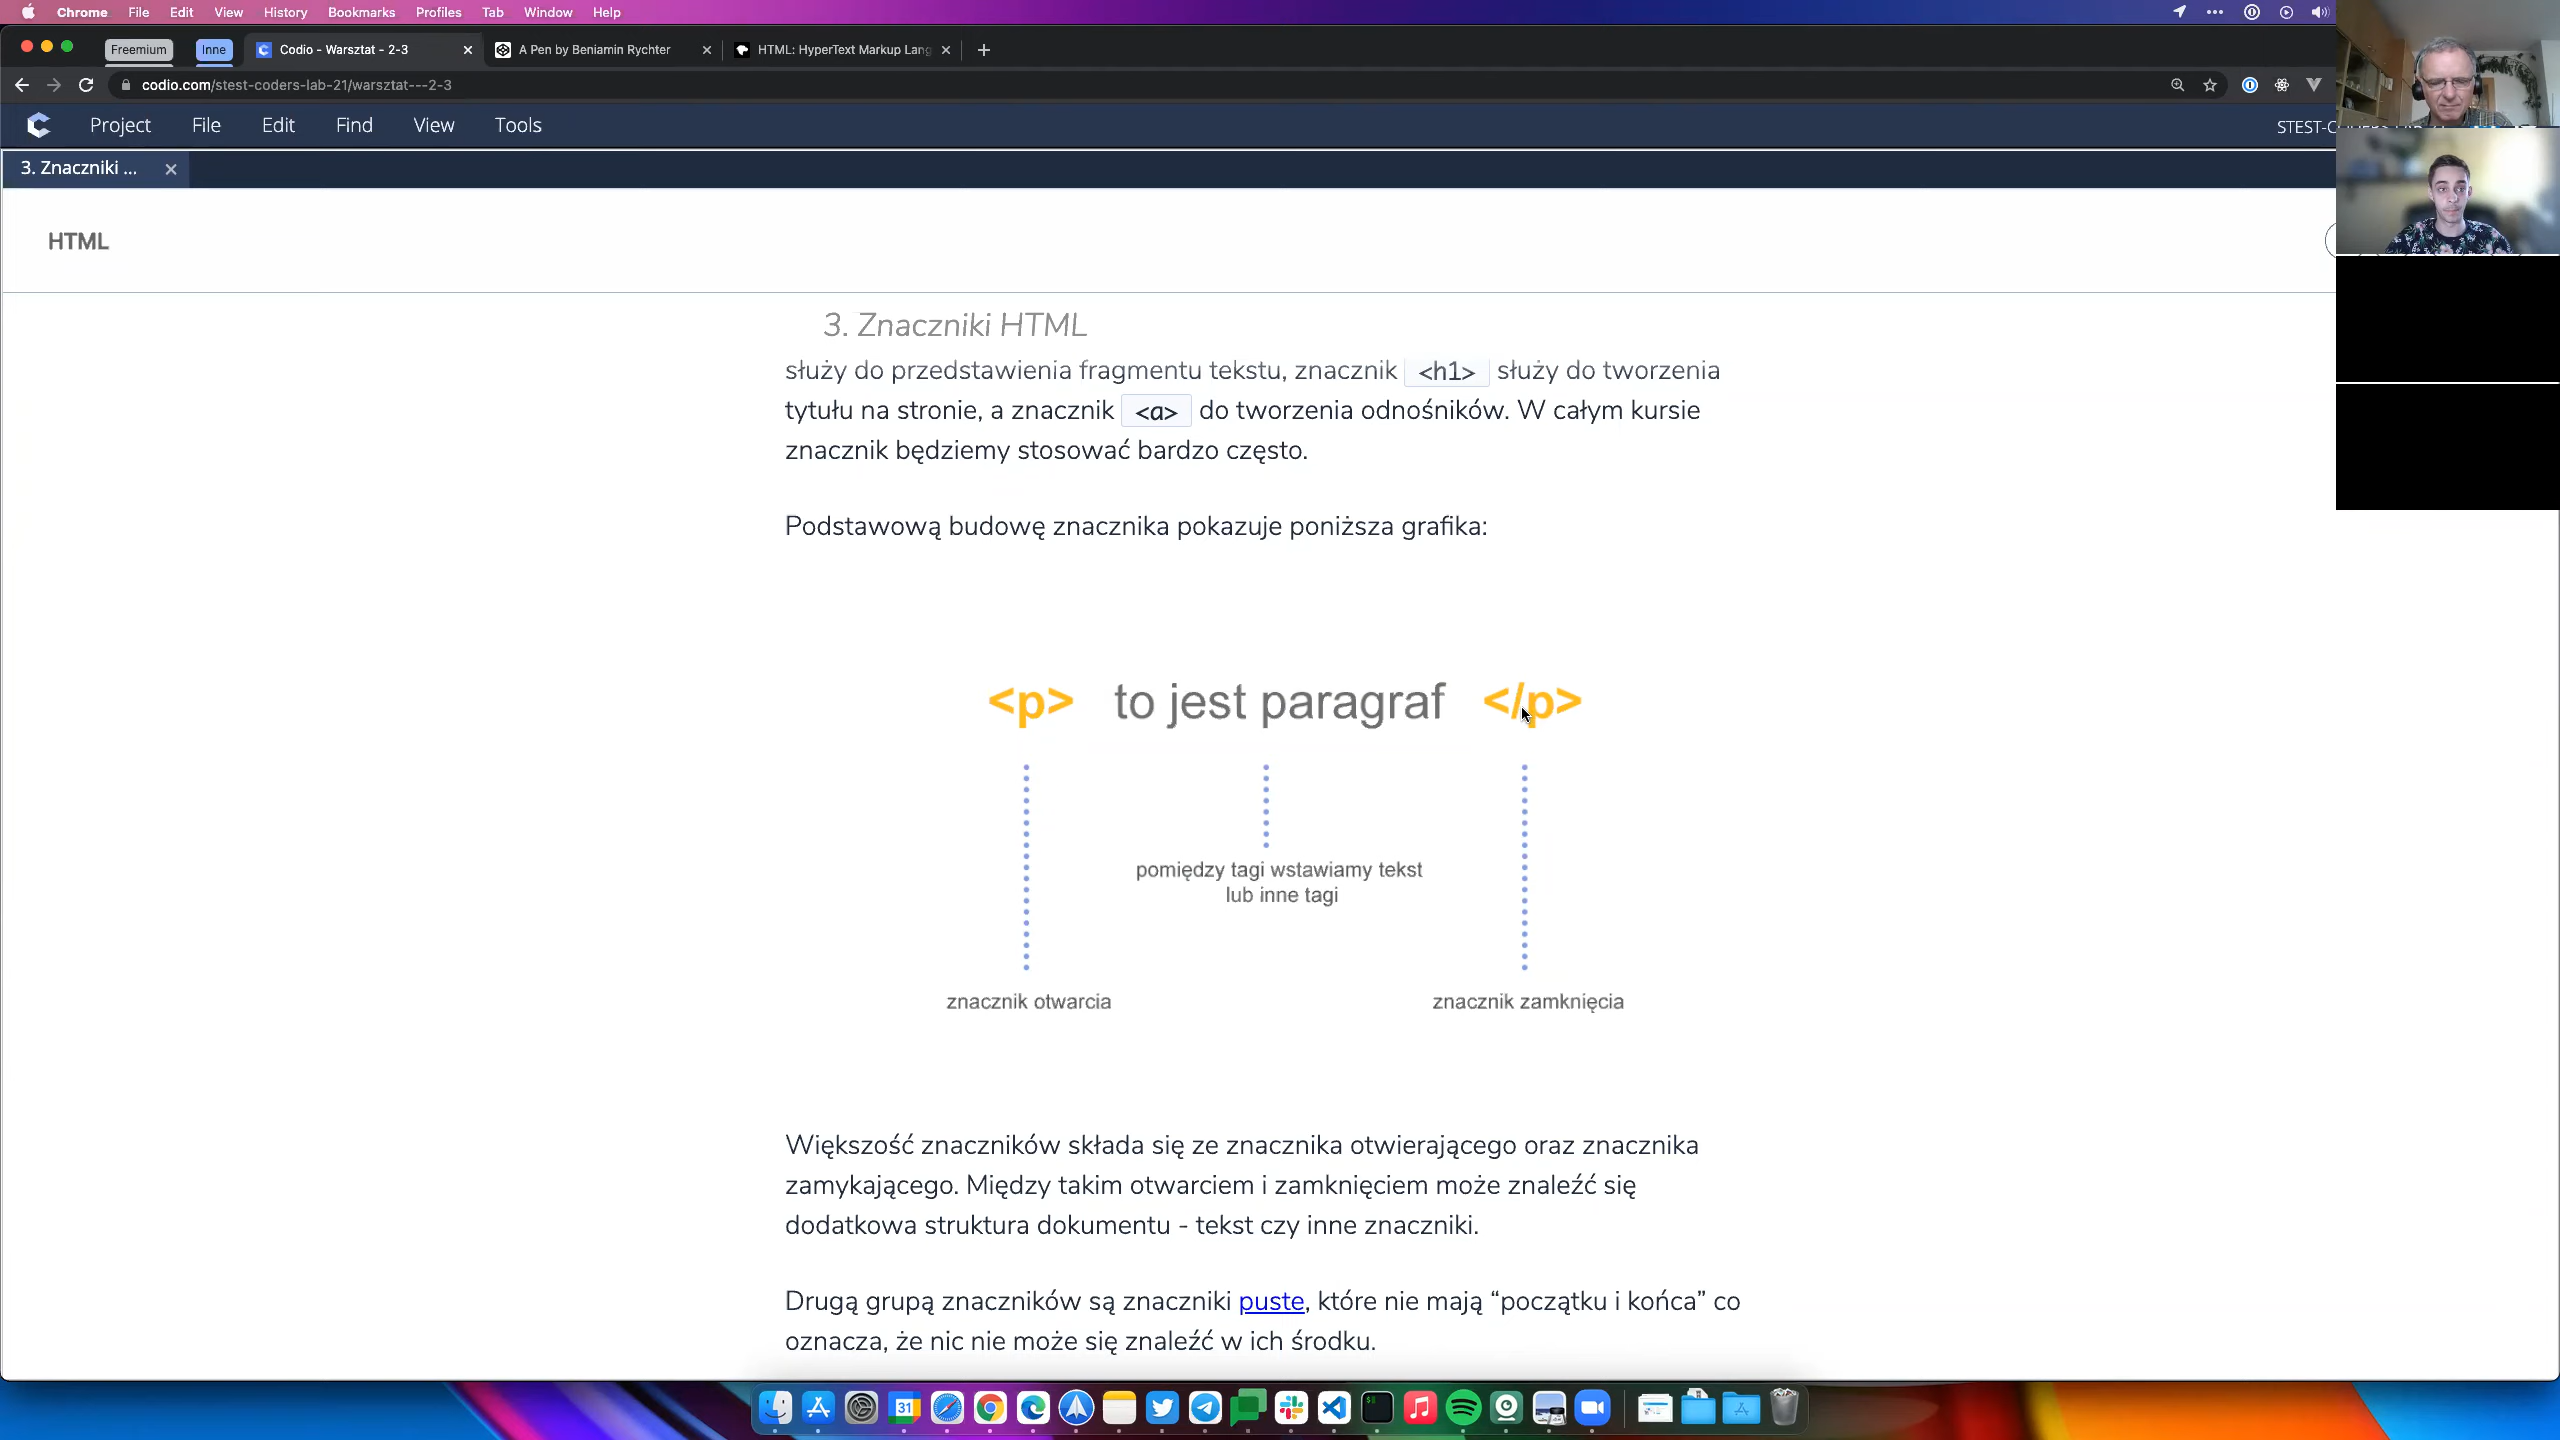 Chrome File Edit View History Bookmarks Profiles Tab Window Help
Freemium Inne Codio - Warsztat - 2-3 A Pen by Beniamin Rychter HTML: HyperText Markup Lang
codio.com/stest-coders-lab-21/warsztat---2-3
Project File Edit Find View Tools
3. Znaczniki ...
HTML
3. Znaczniki HTML
służy do przedstawienia fragmentu tekstu, znacznik <h1> służy do tworzenia
tytułu na stronie, a znacznik <a> do tworzenia odnośników. W całym kursie
znacznik będziemy stosować bardzo często.
Podstawową budowę znacznika pokazuje poniższa grafika:
<p> to jest paragraf </p>
pomiędzy tagi wstawiamy tekst
lub inne tagi
znacznik otwarcia znacznik zamknięcia
Większość znaczników składa się ze znacznika otwierającego oraz znacznika
zamykającego. Między takim otwarciem i zamknięciem może znaleźć się
dodatkowa struktura dokumentu - tekst czy inne znaczniki.
Drugą grupą znaczników są znaczniki puste, które nie mają “początku i końca” co
oznacza, że nic nie może się znaleźć w ich środku.
31